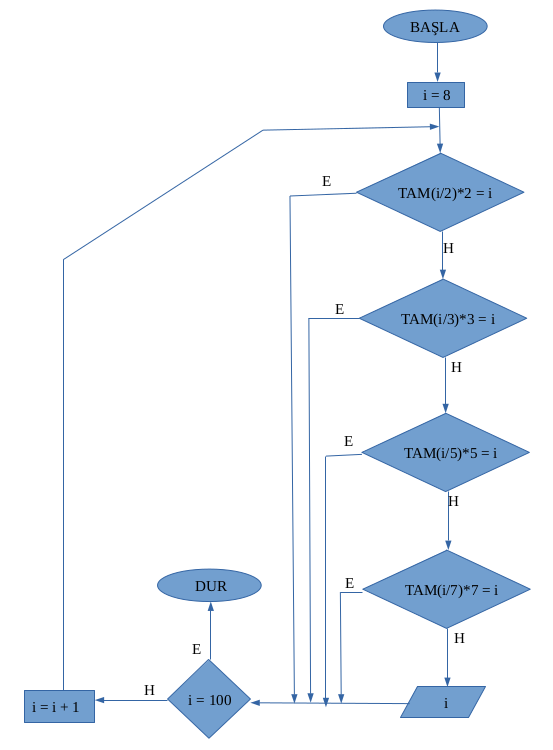 BAŞLA
i = 8
E
TAM(i/2)*2 = i
H
E
TAM(i/3)*3 = i
H
E
TAM(i/5)*5 = i
H
E
TAM(i/7)*7 = i
H
i
i = 100
E
DUR
H
i = i + 1